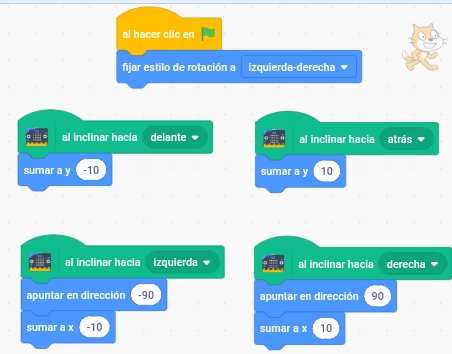 al hacer clic en
fijar estilo de rotación a izquierda-derecha
al inclinar hacia delante
sumar a y -10
al inclinar hacia atrás
sumar a y 10
al inclinar hacia izquierda
apuntar en dirección -90
sumar a x -10
al inclinar hacia derecha
apuntar en dirección 90
sumar a x 10